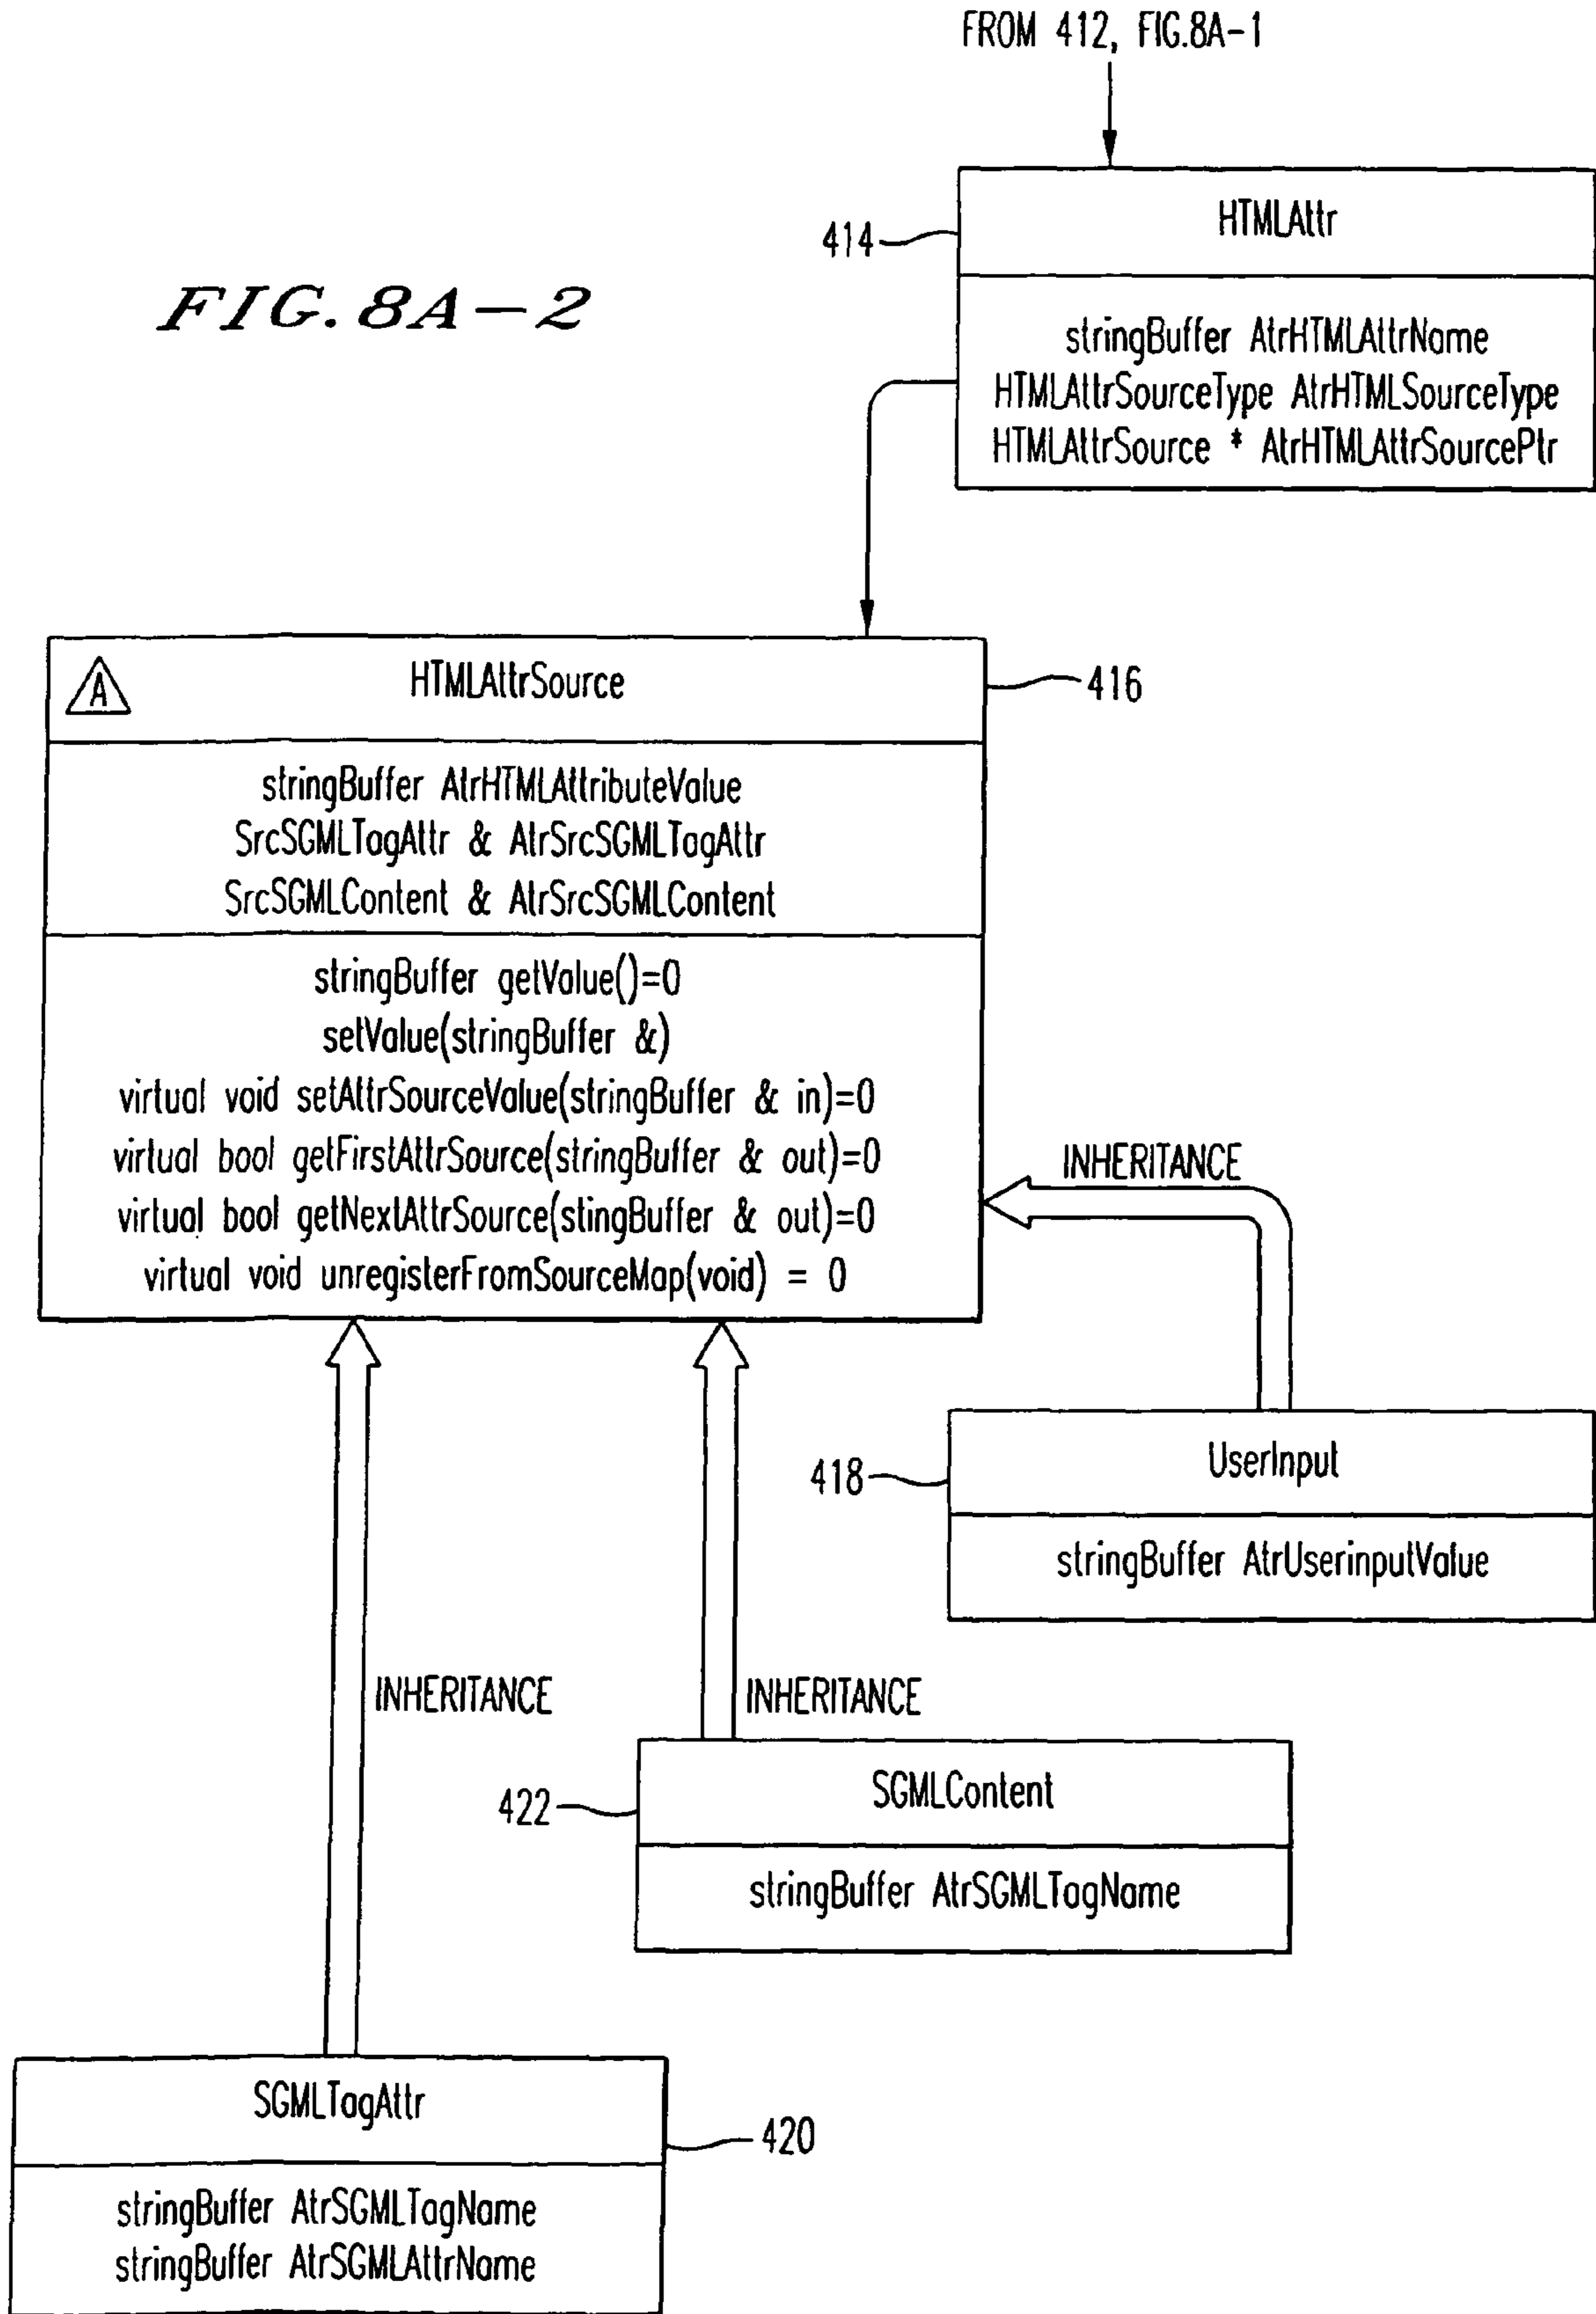 FROM 412, FIG.8A-1
414
HTMLAttr
FIG. 8A-2
stringBuffer AtrHTMLAttrName
HTMLAttrSourceType AtrHTMLSourceType
HTMLAttrSource * AtrHTMLAttrSourcePtr
A
HTMLAttrSource
416
stringBuffer AtrHTMLAttributeValue
SrcSGMLTagAttr & AtrSrcSGMLTagAttr
SrcSGMLContent & AtrSrcSGMLContent
stringBuffer getValue()=0
setValue(stringBuffer &)
virtual void setAttrSourceValue(stringBuffer & in)=0
virtual bool getFirstAttrSource(stringBuffer & out)=0
virtual bool getNextAttrSource(stingBuffer & out)=0
virtual void unregisterFromSourceMap(void) = 0
INHERITANCE
418
UserInput
stringBuffer AtrUserinputValue
INHERITANCE
INHERITANCE
422
SGMLContent
stringBuffer AtrSGMLTagName
SGMLTagAttr
420
stringBuffer AtrSGMLTagName
stringBuffer AtrSGMLAttrName